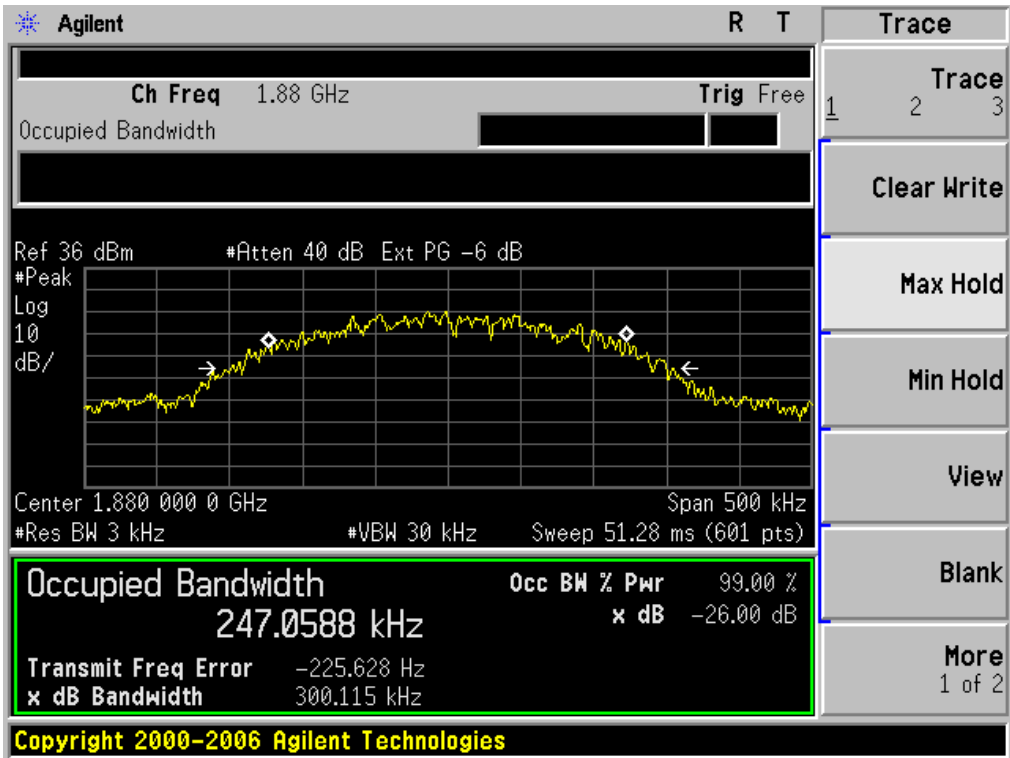 Agilent R T Trace
Ch Freq 1.88 GHz Trig Free
Occupied Bandwidth
Trace
1 2 3
Clear Write
Ref 36 dBm #Atten 40 dB Ext PG -6 dB
#Peak
Log
10
dB/
Max Hold
Min Hold
View
Center 1.880 000 0 GHz Span 500 kHz
#Res BW 3 kHz #VBW 30 kHz Sweep 51.28 ms (601 pts)
Occupied Bandwidth Occ BW % Pwr 99.00 %
247.0588 kHz x dB -26.00 dB
Blank
Transmit Freq Error -225.628 Hz
x dB Bandwidth 300.115 kHz
More
1 of 2
Copyright 2000-2006 Agilent Technologies